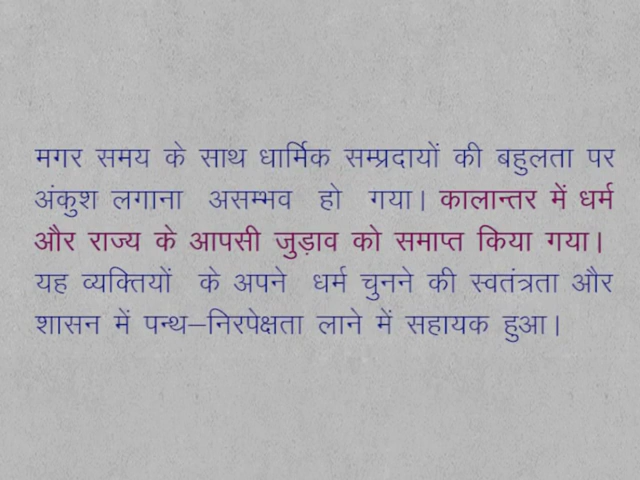 मगर समय के साथ धार्मिक सम्प्रदायों की बहुलता पर
अंकुश लगाना असम्भव हो गया। कालान्तर में धर्म
और राज्य के आपसी जुड़ाव को समाप्त किया गया।
यह व्यक्तियों के अपने धर्म चुनने की स्वतंत्रता और
शासन में पन्थ–निरपेक्षता लाने में सहायक हुआ।